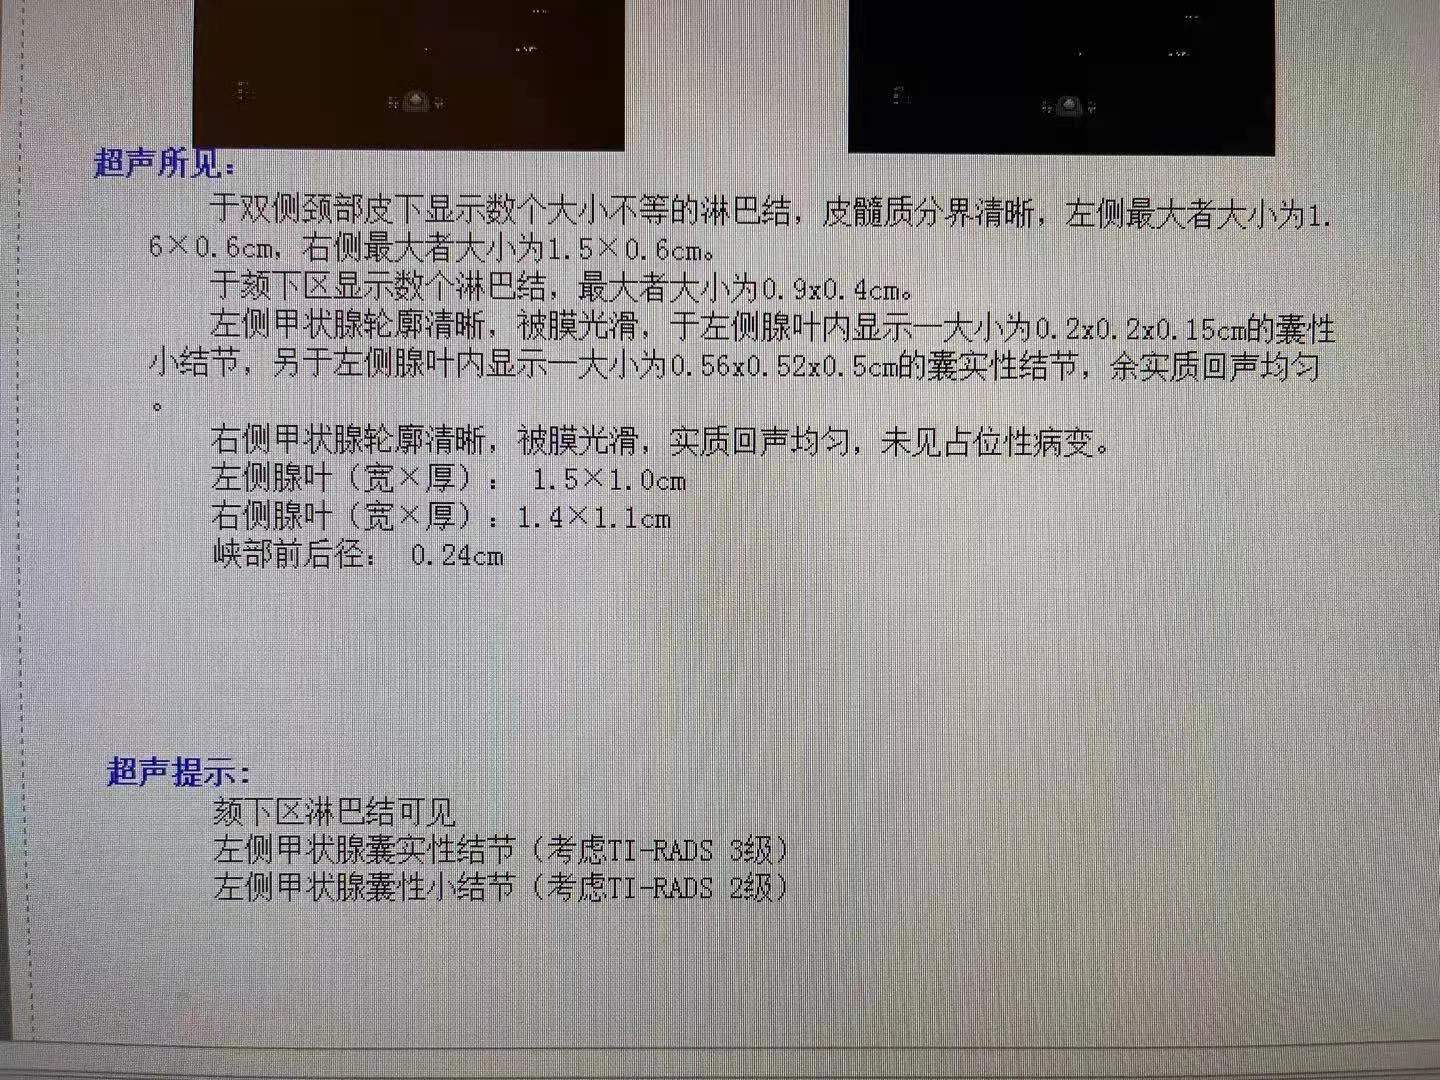 超声所见：
于双侧颈部皮下显示数个大小不等的淋巴结，皮髓质分界清晰，左侧最大者大小为1.
6×0.6cm，右侧最大者大小为1.5×0.6cm。
于颏下区显示数个淋巴结，最大者大小为0.9x0.4cm。
左侧甲状腺轮廓清晰，被膜光滑，于左侧腺叶内显示一大小为0.2x0.2x0.15cm的囊性
小结节，另于左侧腺叶内显示一大小为0.56x0.52x0.5cm的囊实性结节，余实质回声均匀
。
右侧甲状腺轮廓清晰，被膜光滑，实质回声均匀，未见占位性病变。
左侧腺叶（宽×厚）： 1.5×1.0cm
右侧腺叶（宽×厚）：1.4×1.1cm
峡部前后径： 0.24cm
超声提示：
颏下区淋巴结可见
左侧甲状腺囊实性结节（考虑TI-RADS 3级）
左侧甲状腺囊性小结节（考虑TI-RADS 2级）